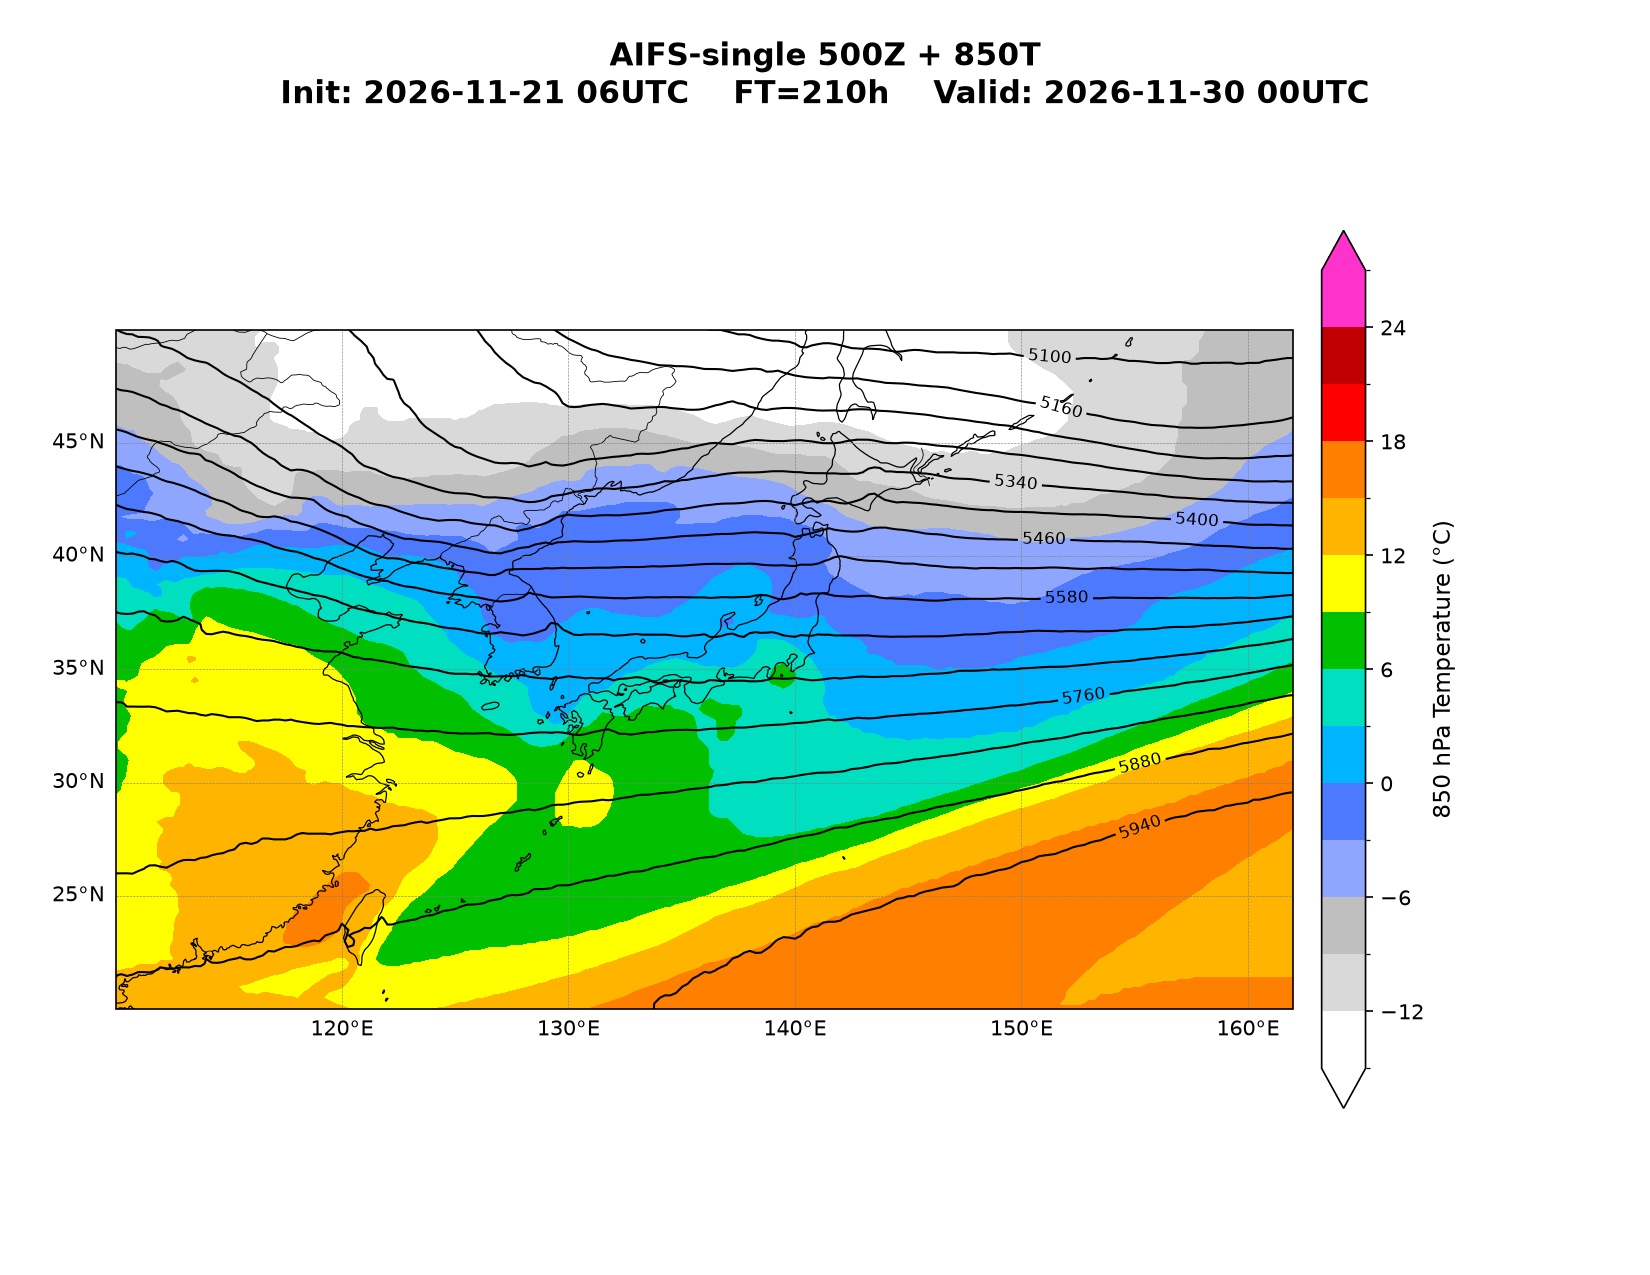 AIFS-single 500Z + 850T
Init: 2026-11-21 06UTC    FT=210h    Valid: 2026-11-30 00UTC
5100
5160
5340
5400
5460
5580
5760
5880
5940
45°N
40°N
35°N
30°N
25°N
120°E
130°E
140°E
150°E
160°E
24
18
12
6
0
−6
−12
850 hPa Temperature (°C)